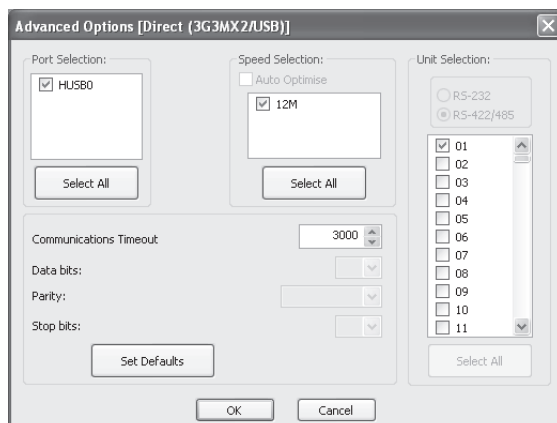 Advanced Options [Direct (3G3MX2/USB)]
Port Selection:
HUSB0
Select All
Speed Selection:
Auto Optimise
12M
Select All
Unit Selection:
RS-232
RS-422/485
01
02
03
04
05
06
07
08
09
10
11
Select All
Communications Timeout
3000
Data bits:
Parity:
Stop bits:
Set Defaults
OK
Cancel